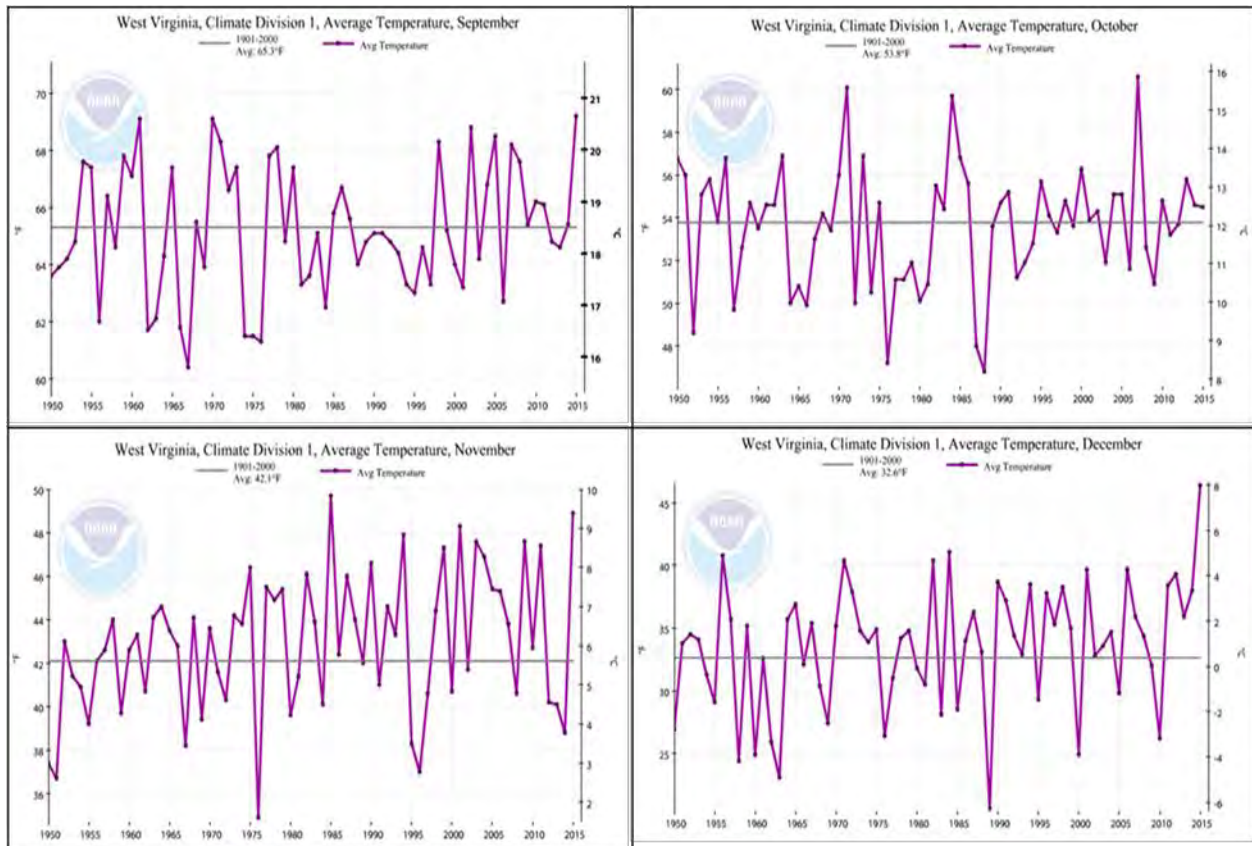 West Virginia, Climate Division 1, Average Temperature, September
1901-2000
Avg: 65.3°F
Avg Temperature
°F
70
68
66
64
62
60
21
20
19
18
17
16
°C
1950 1955 1960 1965 1970 1975 1980 1985 1990 1995 2000 2005 2010 2015
West Virginia, Climate Division 1, Average Temperature, October
1901-2000
Avg: 53.8°F
Avg Temperature
°F
60
58
56
54
52
50
48
16
15
14
13
12
11
10
9
8
°C
1950 1955 1960 1965 1970 1975 1980 1985 1990 1995 2000 2005 2010 2015
West Virginia, Climate Division 1, Average Temperature, November
1901-2000
Avg: 42.1°F
Avg Temperature
°F
50
48
46
44
42
40
38
36
10
9
8
7
6
5
4
3
2
°C
1950 1955 1960 1965 1970 1975 1980 1985 1990 1995 2000 2005 2010 2015
West Virginia, Climate Division 1, Average Temperature, December
1901-2000
Avg: 32.6°F
Avg Temperature
°F
45
40
35
30
25
8
6
4
2
0
-2
-4
-6
°C
1950 1955 1960 1965 1970 1975 1980 1985 1990 1995 2000 2005 2010 2015